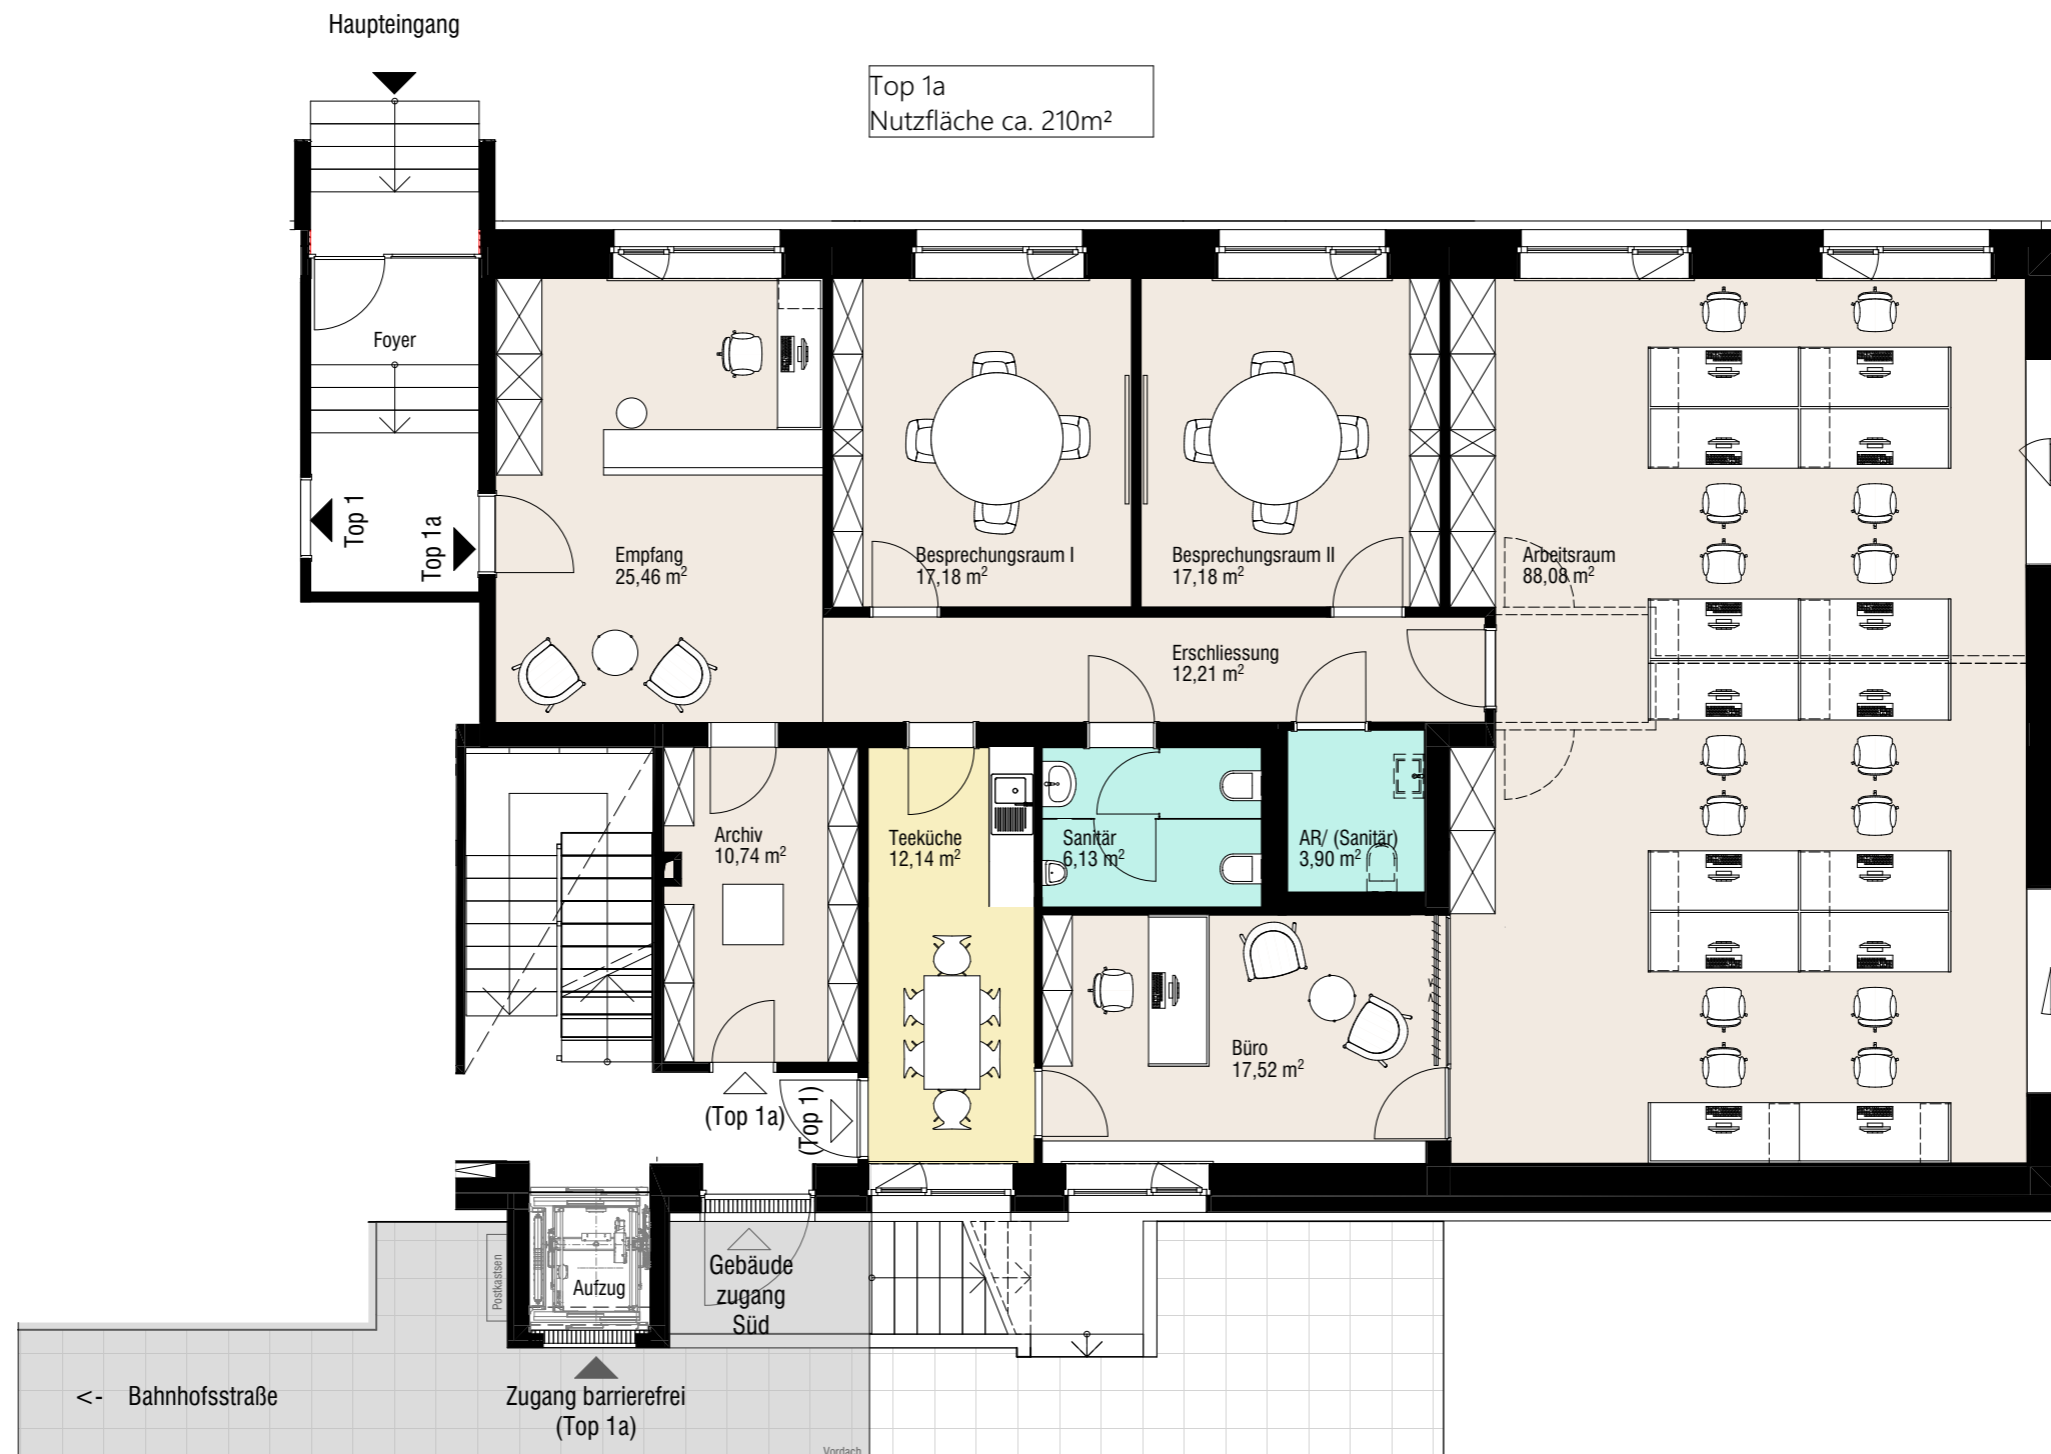 Haupteingang
Top 1a
Nutzfläche ca. 210m²
Foyer
Top 1
Top 1a
Empfang
25,46 m²
Besprechungsraum I
17,18 m²
Besprechungsraum II
17,18 m²
Arbeitsraum
88,08 m²
Erschliessung
12,21 m²
Archiv
10,74 m²
Teeküche
12,14 m²
Sanitär
6,13 m²
AR/ (Sanitär)
3,90 m²
Büro
17,52 m²
(Top 1a)
(Top 1)
Postkastsen
Aufzug
Gebäude
zugang
Süd
<- Bahnhofsstraße
Zugang barrierefrei
(Top 1a)
Vordach